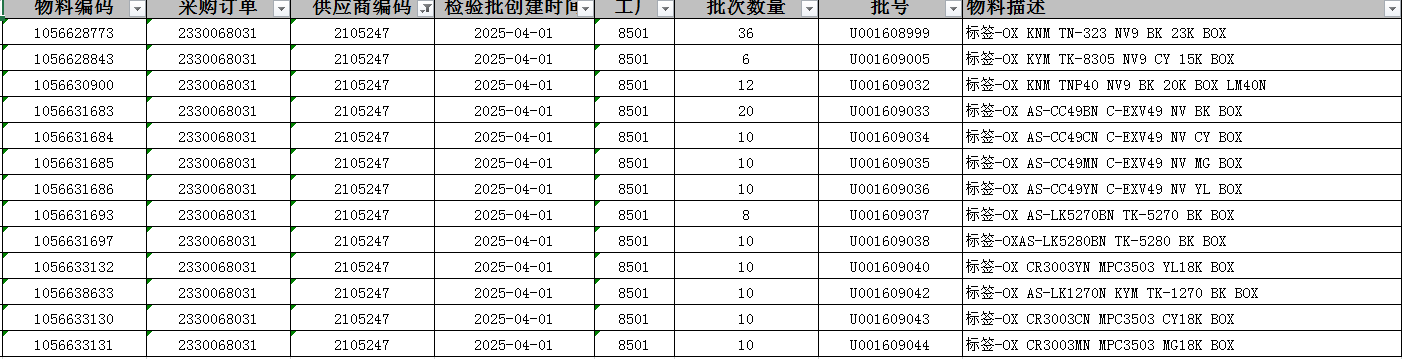 物料编码 采购订单 供应商编码 检验批创建时间 工厂 批次数量 批号 物料描述
1056628773 2330068031 2105247 2025-04-01 8501 36 U001608999 标签-OX KNM TN-323 NV9 BK 23K BOX
1056628843 2330068031 2105247 2025-04-01 8501 6 U001609005 标签-OX KYM TK-8305 NV9 CY 15K BOX
1056630900 2330068031 2105247 2025-04-01 8501 12 U001609032 标签-OX KNM TNP40 NV9 BK 20K BOX LM40N
1056631683 2330068031 2105247 2025-04-01 8501 20 U001609033 标签-OX AS-CC49BN C-EXV49 NV BK BOX
1056631684 2330068031 2105247 2025-04-01 8501 10 U001609034 标签-OX AS-CC49CN C-EXV49 NV CY BOX
1056631685 2330068031 2105247 2025-04-01 8501 10 U001609035 标签-OX AS-CC49MN C-EXV49 NV MG BOX
1056631686 2330068031 2105247 2025-04-01 8501 10 U001609036 标签-OX AS-CC49YN C-EXV49 NV YL BOX
1056631693 2330068031 2105247 2025-04-01 8501 8 U001609037 标签-OX AS-LK5270BN TK-5270 BK BOX
1056631697 2330068031 2105247 2025-04-01 8501 10 U001609038 标签-OXAS-LK5280BN TK-5280 BK BOX
1056633132 2330068031 2105247 2025-04-01 8501 10 U001609040 标签-OX CR3003YN MPC3503 YL18K BOX
1056638633 2330068031 2105247 2025-04-01 8501 10 U001609042 标签-OX AS-LK1270N KYM TK-1270 BK BOX
1056633130 2330068031 2105247 2025-04-01 8501 10 U001609043 标签-OX CR3003CN MPC3503 CY18K BOX
1056633131 2330068031 2105247 2025-04-01 8501 10 U001609044 标签-OX CR3003MN MPC3503 MG18K BOX